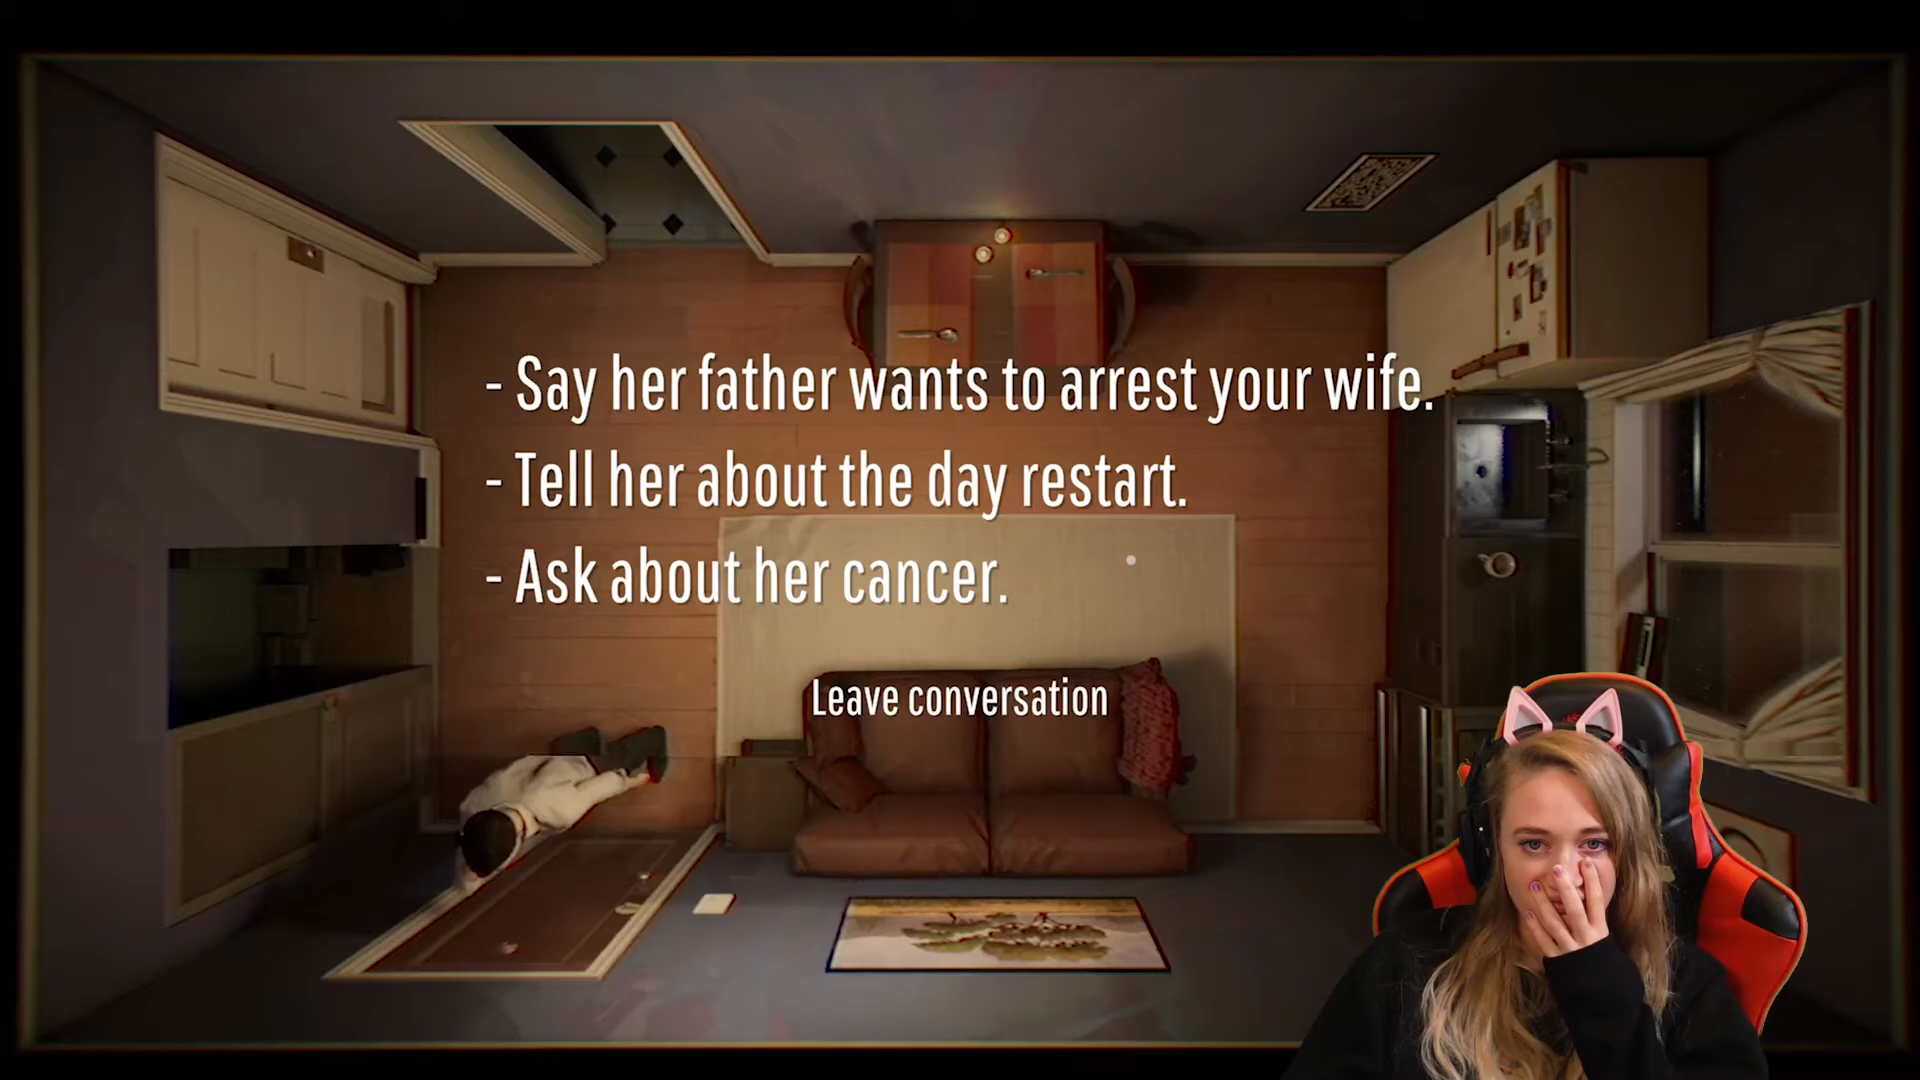 - Say her father wants to arrest your wife.
- Tell her about the day restart.
- Ask about her cancer.
Leave conversation